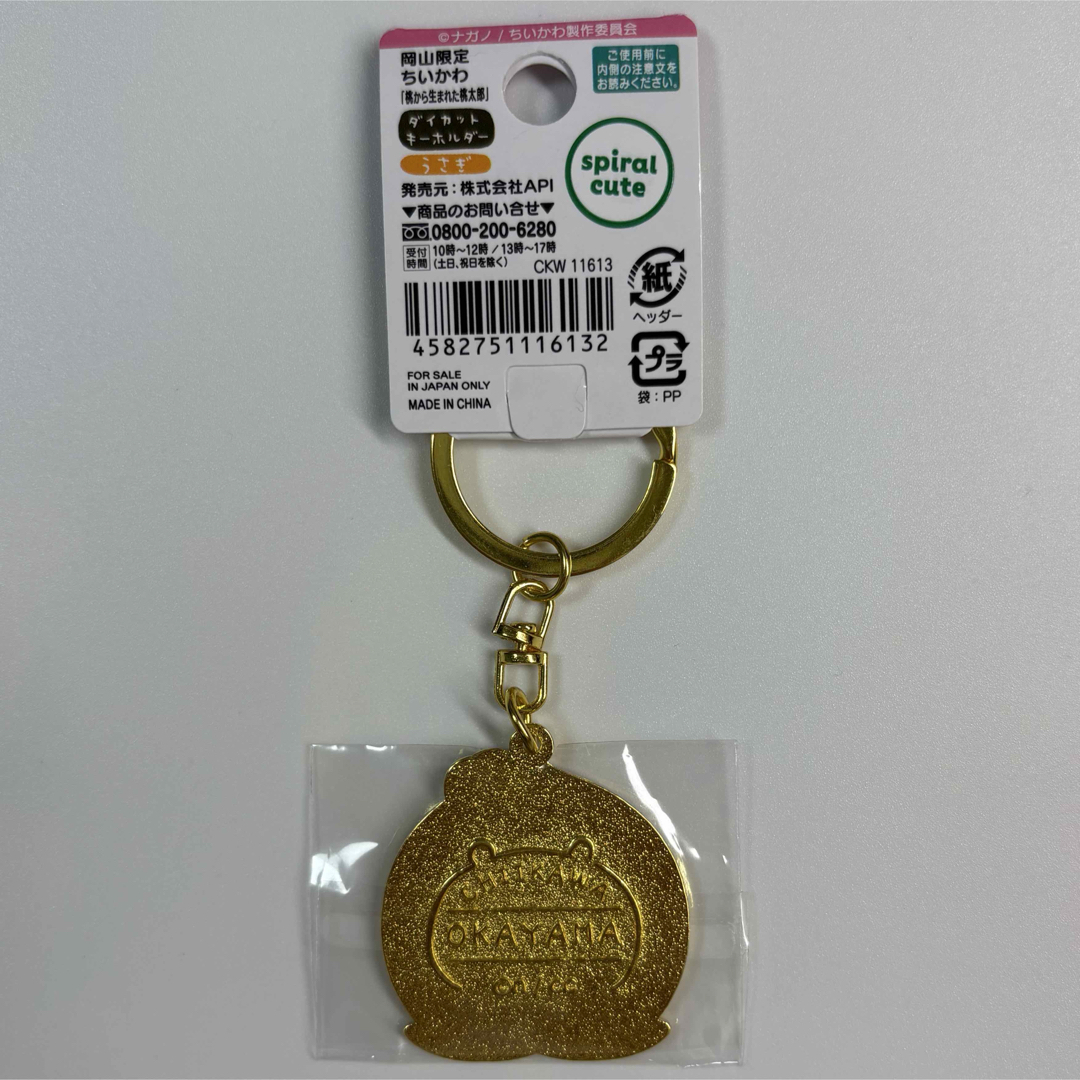 ©ナガノ / ちいかわ製作委員会
岡山限定
ちいかわ
「桃から生まれた桃太郎」
ダイカット
キーホルダー
うさぎ
発売元:株式会社API
▼商品のお問い合せ▼
0800-200-6280
受付時間 10時〜12時 / 13時〜17時
(土日、祝日を除く)
CKW 11613
4582751116132
FOR SALE
IN JAPAN ONLY
MADE IN CHINA
ご使用前に
内側の注意文を
お読みください。
spiral
cute
紙
ヘッダー
プラ
袋:PP
CHIIKAWA
OKAYAMA